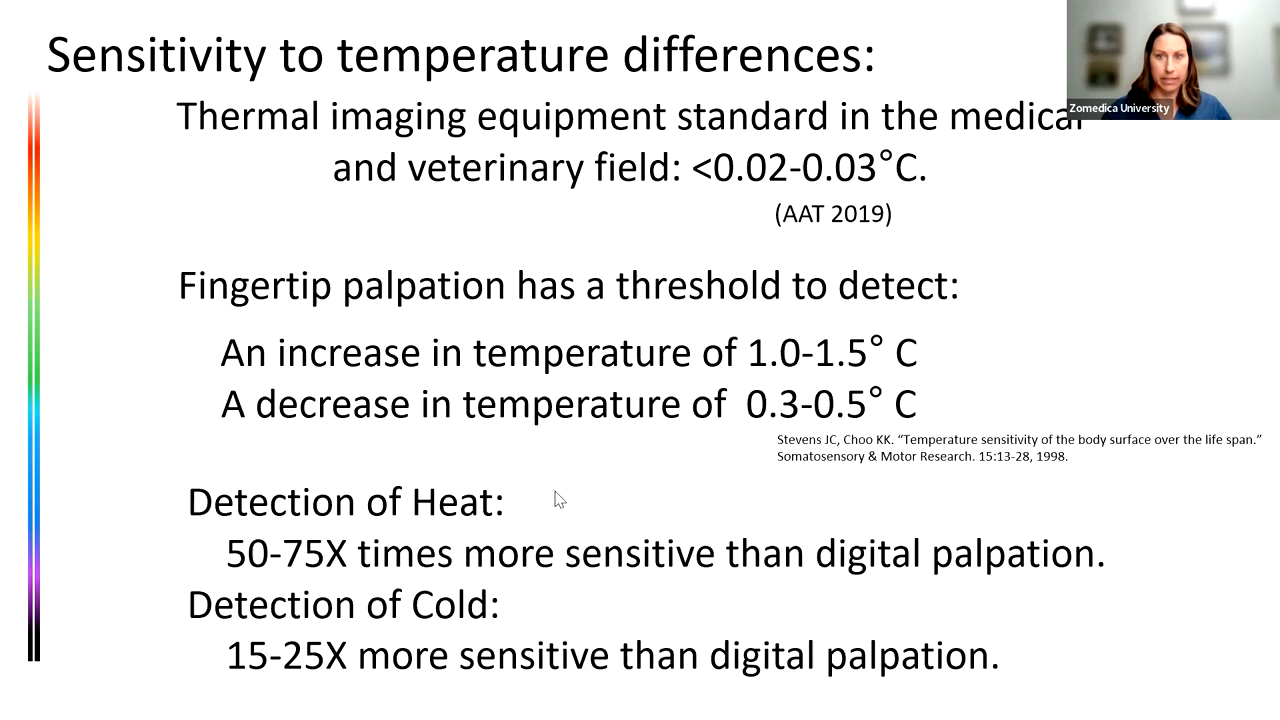 Sensitivity to temperature differences:
Zomedica University
Thermal imaging equipment standard in the medical
and veterinary field: <0.02-0.03°C.
(AAT 2019)
Fingertip palpation has a threshold to detect:
An increase in temperature of 1.0-1.5° C
A decrease in temperature of 0.3-0.5° C
Stevens JC, Choo KK. “Temperature sensitivity of the body surface over the life span.”
Somatosensory & Motor Research. 15:13-28, 1998.
Detection of Heat:
50-75X times more sensitive than digital palpation.
Detection of Cold:
15-25X more sensitive than digital palpation.